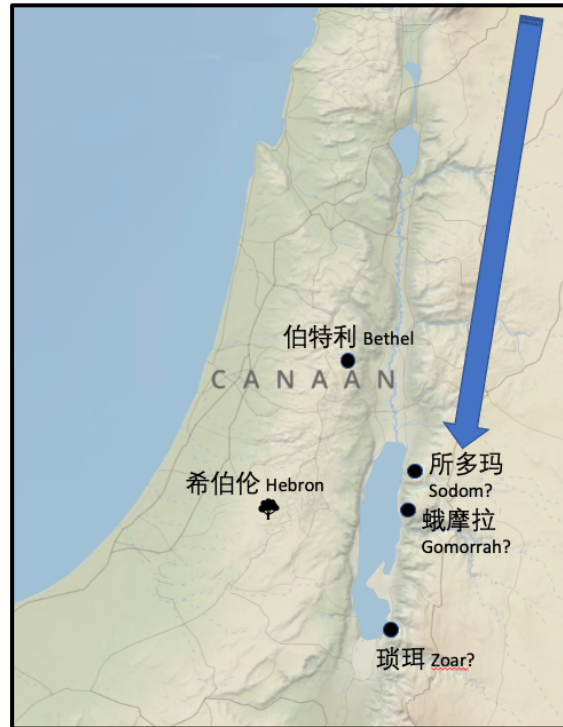 伯特利 Bethel
CANAAN
希伯伦 Hebron
所多玛
Sodom?
蛾摩拉
Gomorrah?
琐珥 Zoar?